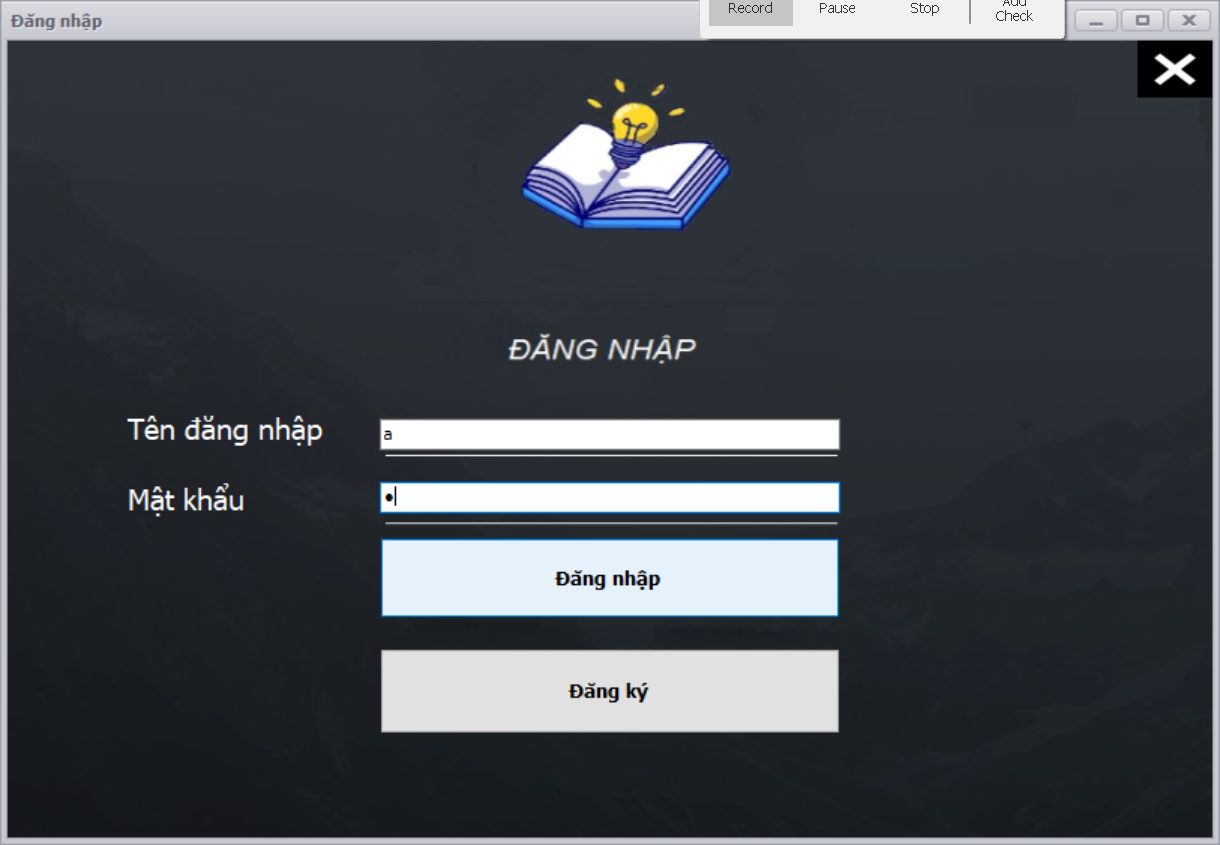 Đăng nhập
Record Pause Stop Add
Check
ĐĂNG NHẬP
Tên đăng nhập
a
Mật khẩu
Đăng nhập
Đăng ký